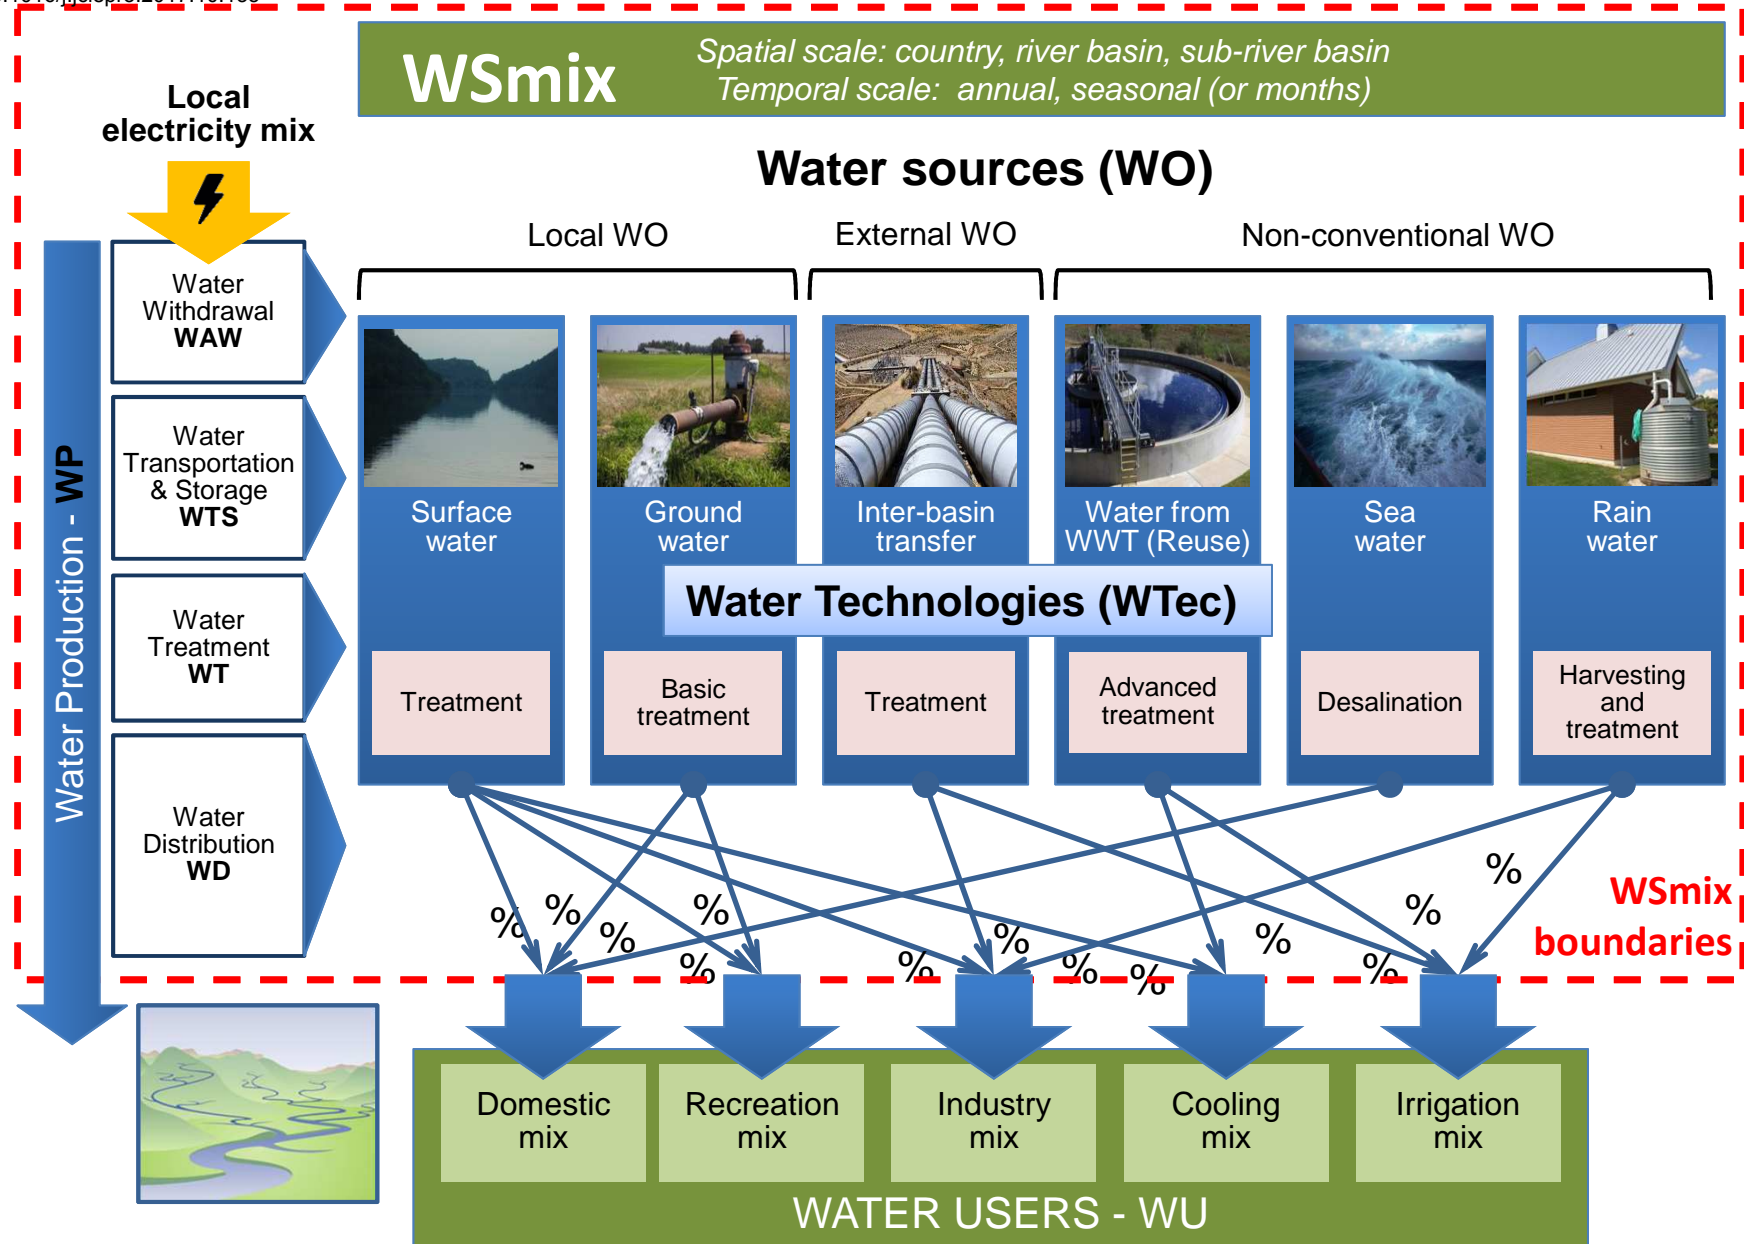 WSmix
Spatial scale: country, river basin, sub-river basin
Temporal scale: annual, seasonal (or months)
Local
electricity mix
Water sources (WO)
Local WO
External WO
Non-conventional WO
Water Production - WP
Water
Withdrawal
WAW
Water
Transportation
& Storage
WTS
Water
Treatment
WT
Water
Distribution
WD
Surface
water
Ground
water
Inter-basin
transfer
Water from
WWT (Reuse)
Sea
water
Rain
water
Water Technologies (WTec)
Treatment
Basic
treatment
Treatment
Advanced
treatment
Desalination
Harvesting
and
treatment
%
%
%
%
%
%
%
%
%
%
%
%
%
WSmix
boundaries
Domestic
mix
Recreation
mix
Industry
mix
Cooling
mix
Irrigation
mix
WATER USERS - WU